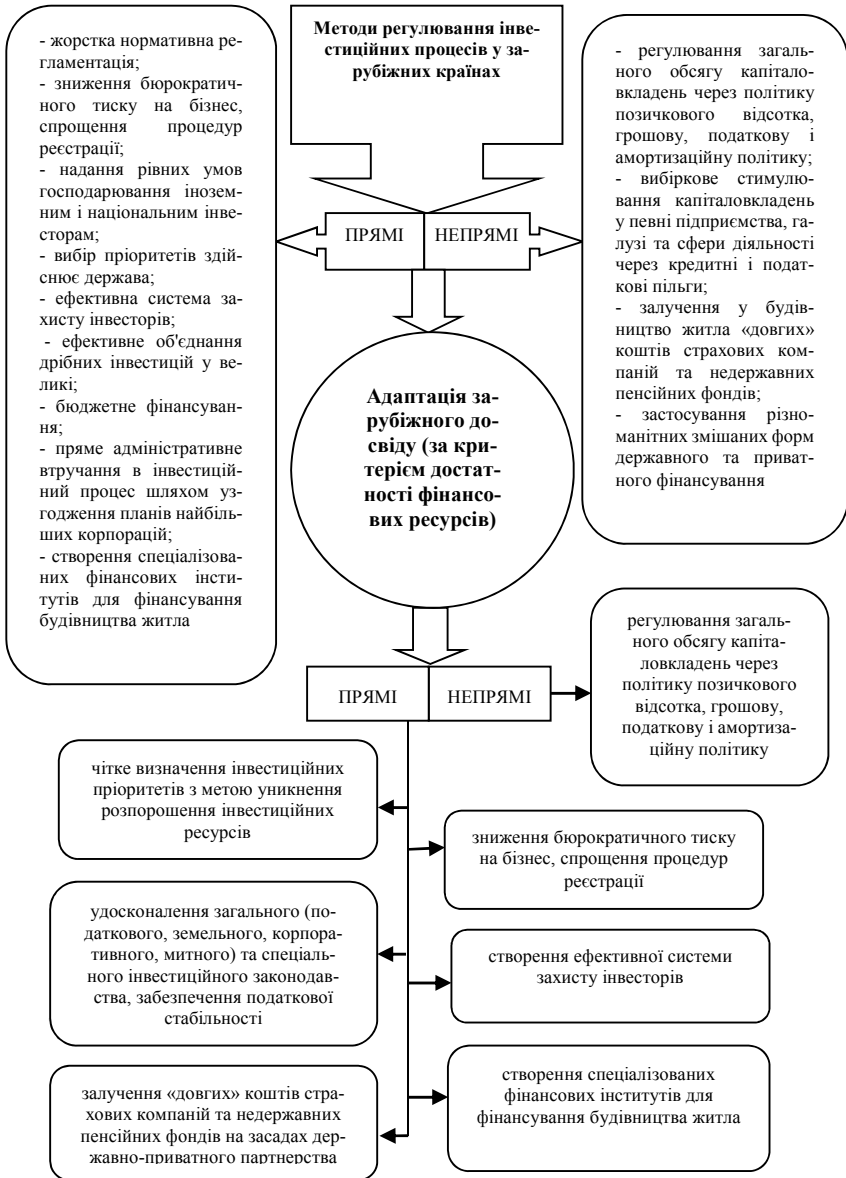 Методи регулювання інве-
стиційних процесів у за-
рубіжних країнах
- жорстка нормативна ре-
гламентація;
- зниження бюрократич-
ного тиску на бізнес,
спрощення процедур
реєстрації;
- надання рівних умов
господарювання інозем-
ним і національним інве-
сторам;
- вибір пріоритетів здій-
снює держава;
- ефективна система за-
хисту інвесторів;
- ефективне об'єднання
дрібних інвестицій у ве-
ликі;
- бюджетне фінансуван-
ня;
- пряме адміністративне
втручання в інвестицій-
ний процес шляхом уз-
годження планів найбіль-
ших корпорацій;
- створення спеціалізова-
них фінансових інсти-
тутів для фінансування
будівництва житла
ПРЯМІ
НЕПРЯМІ
- регулювання загаль-
ного обсягу капітало-
вкладень через політику
позичкового відсотка,
грошову, податкову і
амортизаційну політику;
- вибіркове стимулю-
вання капіталовкладень
у певні підприємства, га-
лузі та сфери діяльності
через кредитні і подат-
кові пільги;
- залучення у будів-
ництво житла «довгих»
коштів страхових ком-
паній та недержавних
пенсійних фондів;
- застосування різно-
манітних змішаних форм
державного та приват-
ного фінансування
Адаптація за-
рубіжного до-
свіду (за кри-
терієм достат-
ності фінансо-
вих ресурсів)
ПРЯМІ
НЕПРЯМІ
регулювання загаль-
ного обсягу капіта-
ловкладень через
політику позичкового
відсотка, грошову,
податкову і амортиза-
ційну політику
чітке визначення інвестиційних
пріоритетів з метою уникнення
розпорошення інвестиційних
ресурсів
зниження бюрократичного тиску
на бізнес, спрощення процедур
реєстрації
удосконалення загального (по-
даткового, земельного, корпора-
тивного, митного) та спеціаль-
ного інвестиційного законодав-
ства, забезпечення податкової
стабільності
створення ефективної системи
захисту інвесторів
залучення «довгих» коштів стра-
хових компаній та недержавних
пенсійних фондів на засадах дер-
жавно-приватного партнерства
створення спеціалізованих
фінансових інститутів для
фінансування будівництва житла